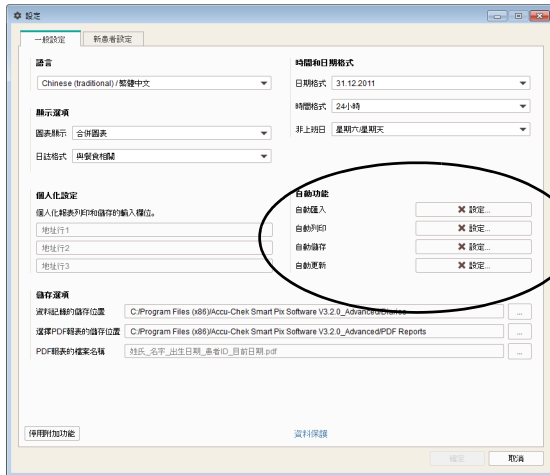 設定
一般設定 新患者設定
語言
Chinese (traditional) / 繁體中文
顯示選項
圖表顯示 合併圖表
日誌格式 與餐食相關
時間和日期格式
日期格式 31.12.2011
時間格式 24小時
非上班日 星期六/星期天
個人化設定
個人化報表列印和儲存的輸入欄位。
地址行1
地址行2
地址行3
自動功能
自動匯入 設定...
自動列印 設定...
自動儲存 設定...
自動更新 設定...
儲存選項
資料記錄的儲存位置 C:/Program Files (x86)/Accu-Chek Smart Pix Software V3.2.0_Advanced/Diaries ...
選擇PDF報表的儲存位置 C:/Program Files (x86)/Accu-Chek Smart Pix Software V3.2.0_Advanced/PDF Reports ...
PDF報表的檔案名稱 姓氏_名字_出生日期_患者ID_目前日期.pdf ...
停用附加功能 資料保護
確定 取消